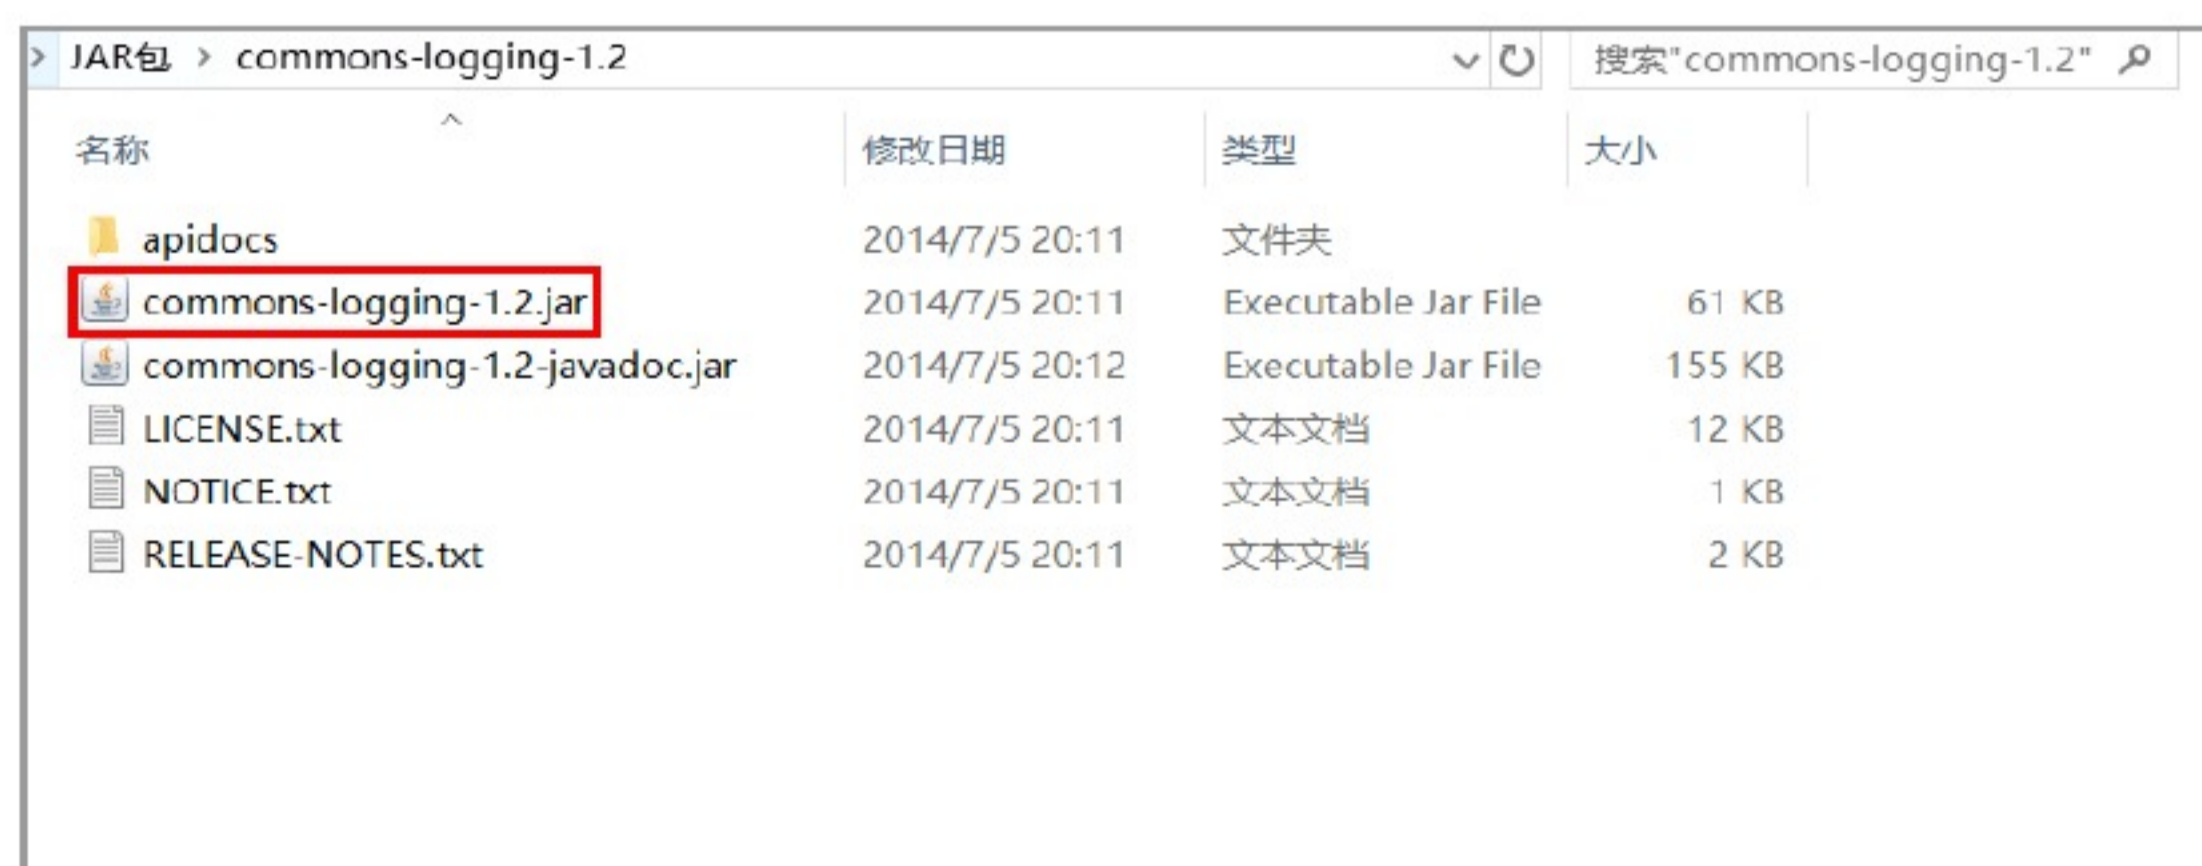 JAR包 > commons-logging-1.2 搜索"commons-logging-1.2"
名称 修改日期 类型 大小
apidocs 2014/7/5 20:11 文件夹
commons-logging-1.2.jar 2014/7/5 20:11 Executable Jar File 61 KB
commons-logging-1.2-javadoc.jar 2014/7/5 20:12 Executable Jar File 155 KB
LICENSE.txt 2014/7/5 20:11 文本文档 12 KB
NOTICE.txt 2014/7/5 20:11 文本文档 1 KB
RELEASE-NOTES.txt 2014/7/5 20:11 文本文档 2 KB